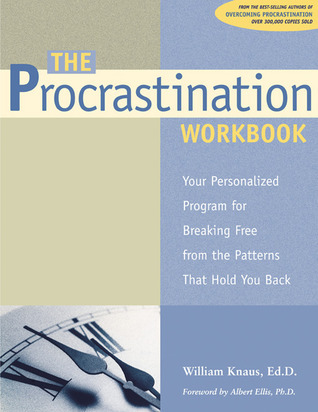 FROM THE BEST-SELLING AUTHORS OF
OVERCOMING PROCRASTINATION
OVER 300,000 COPIES SOLD
THE
Procrastination
WORKBOOK
Your Personalized
Program for
Breaking Free
from the Patterns
That Hold You Back
William Knaus, Ed.D.
Foreword by Albert Ellis, Ph.D.